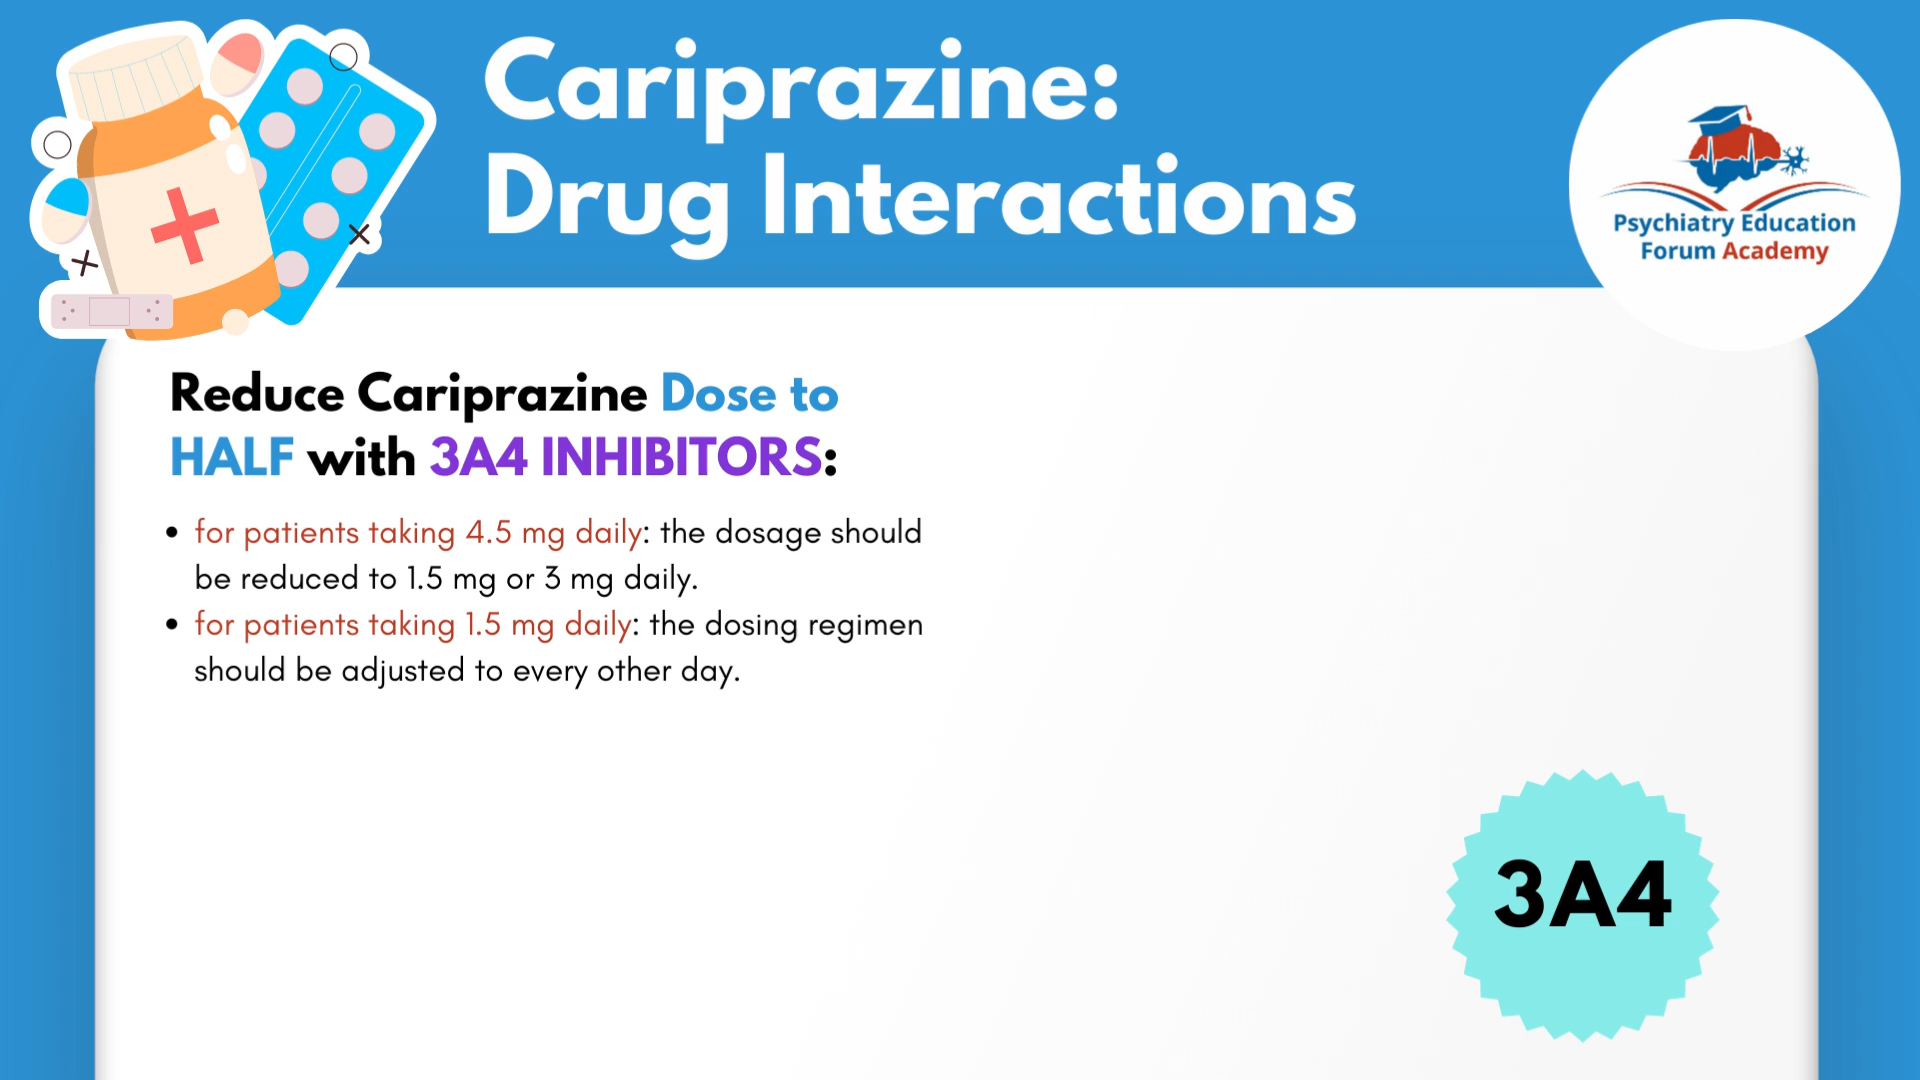 Cariprazine:
Drug Interactions
Psychiatry Education
Forum Academy
Reduce Cariprazine Dose to
HALF with 3A4 INHIBITORS:
• for patients taking 4.5 mg daily: the dosage should
be reduced to 1.5 mg or 3 mg daily.
• for patients taking 1.5 mg daily: the dosing regimen
should be adjusted to every other day.
3A4